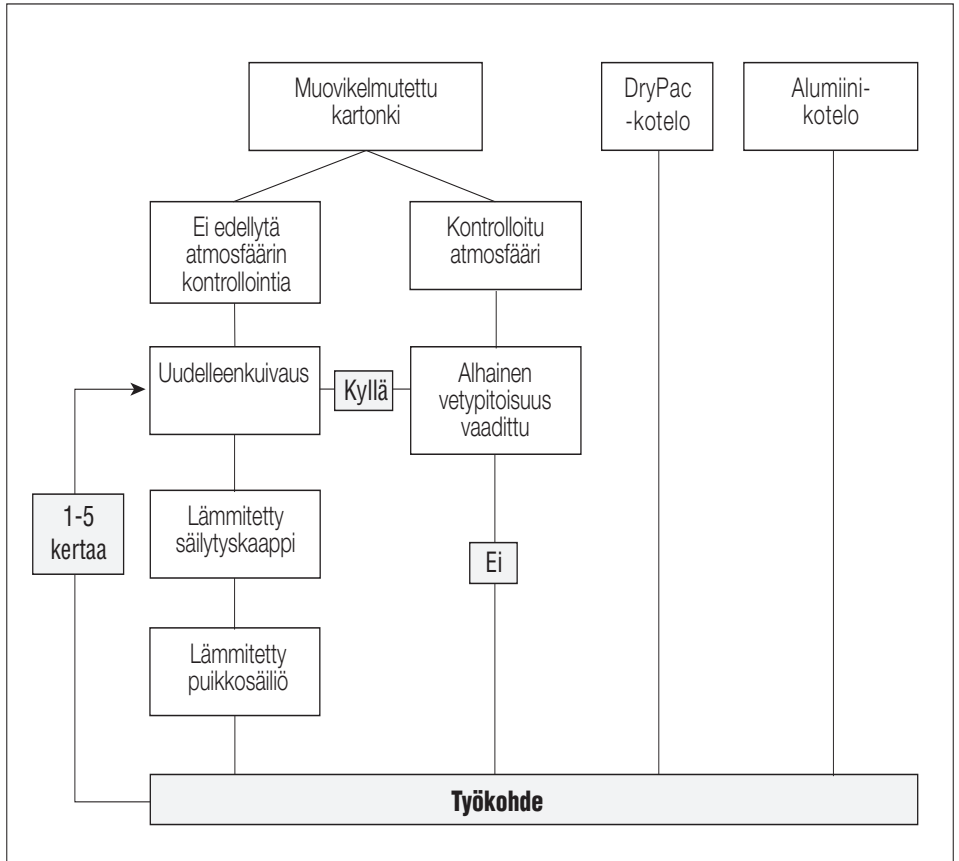 Muovikelmutettu
kartonki
DryPac
-kotelo
Alumiini-
kotelo
Ei edellytä
atmosfäärin
kontrollointia
Kontrolloitu
atmosfääri
Uudelleenkuivaus
Kyllä
Alhainen
vetypitoisuus
vaadittu
1-5
kertaa
Lämmitetty
säilytyskaappi
Ei
Lämmitetty
puikkosäiliö
Työkohde